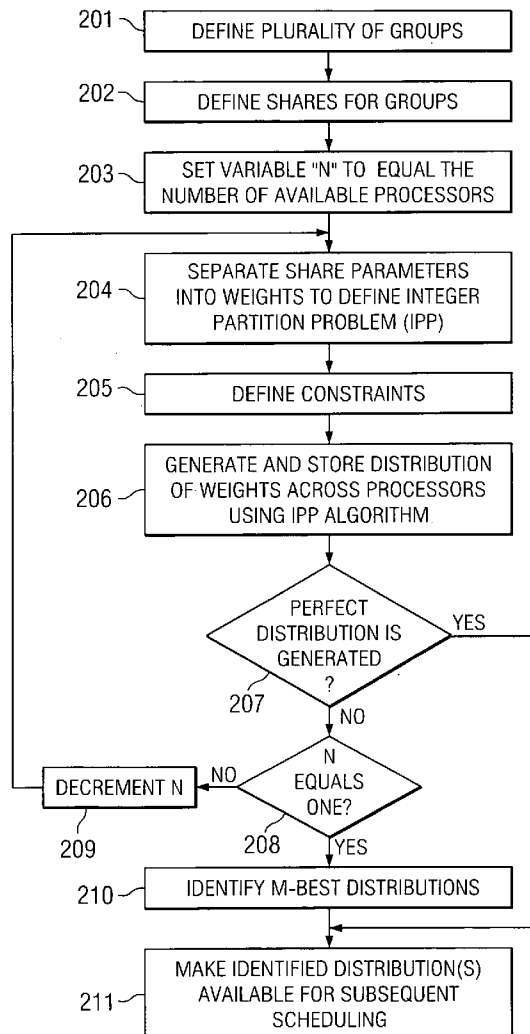 201
DEFINE PLURALITY OF GROUPS
202
DEFINE SHARES FOR GROUPS
203
SET VARIABLE "N" TO EQUAL THE
NUMBER OF AVAILABLE PROCESSORS
204
SEPARATE SHARE PARAMETERS
INTO WEIGHTS TO DEFINE INTEGER
PARTITION PROBLEM (IPP)
205
DEFINE CONSTRAINTS
206
GENERATE AND STORE DISTRIBUTION
OF WEIGHTS ACROSS PROCESSORS
USING IPP ALGORITHM
PERFECT
DISTRIBUTION IS
GENERATED
?
YES
207
NO
N
EQUALS
ONE?
NO
DECREMENT N
209
208
YES
210
IDENTIFY M-BEST DISTRIBUTIONS
211
MAKE IDENTIFIED DISTRIBUTION(S)
AVAILABLE FOR SUBSEQUENT
SCHEDULING